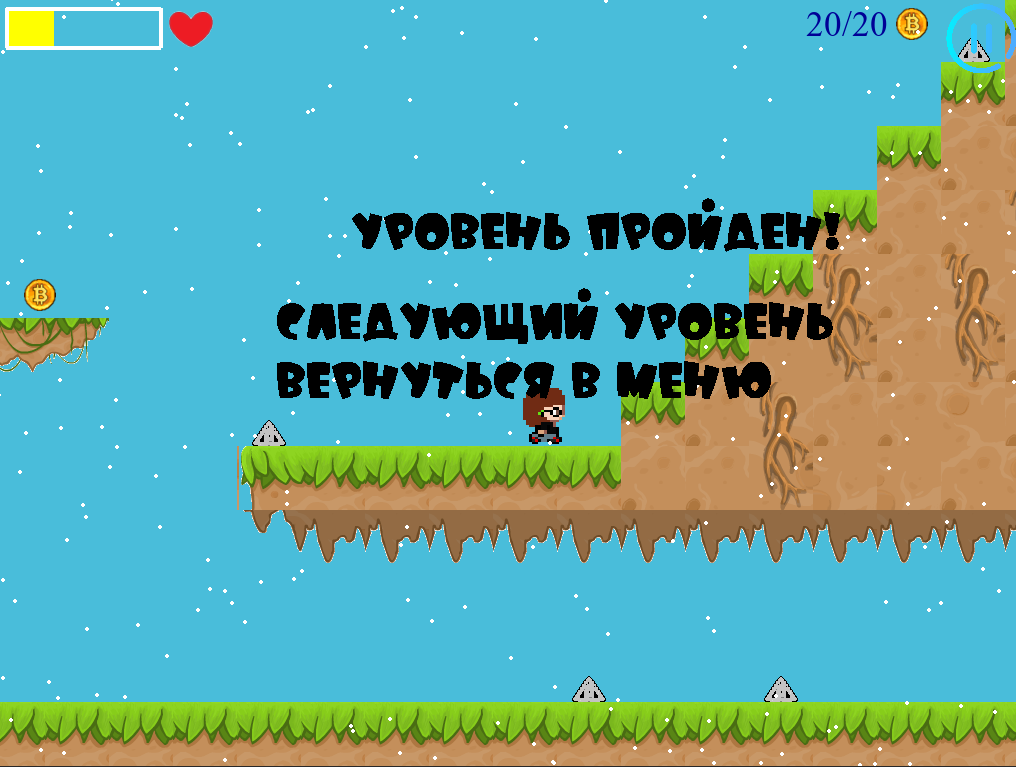 20/20
УРОВЕНЬ ПРОЙДЕН!
СЛЕДУЮЩИЙ УРОВЕНЬ
ВЕРНУТЬСЯ В МЕНЮ